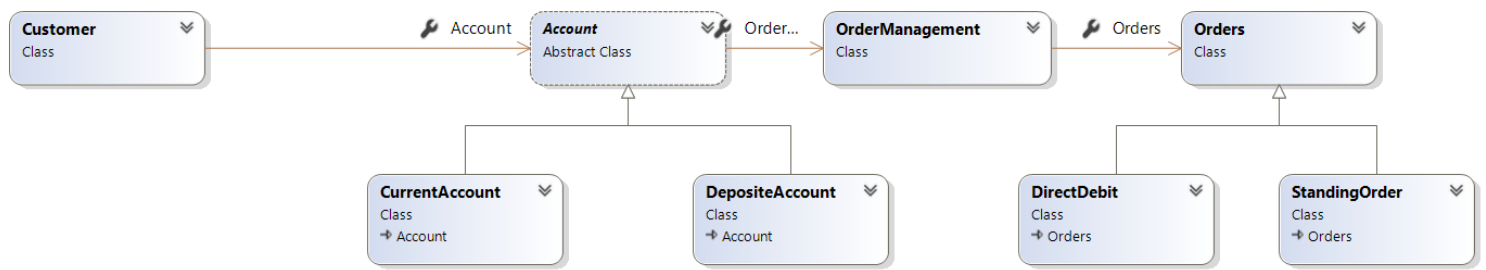 Customer
Class
Account
Account
Abstract Class
Order...
OrderManagement
Class
Orders
Orders
Class
CurrentAccount
Class
Account
DepositeAccount
Class
Account
DirectDebit
Class
Orders
StandingOrder
Class
Orders